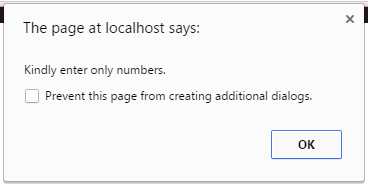 The page at localhost says:
Kindly enter only numbers.
Prevent this page from creating additional dialogs.
OK